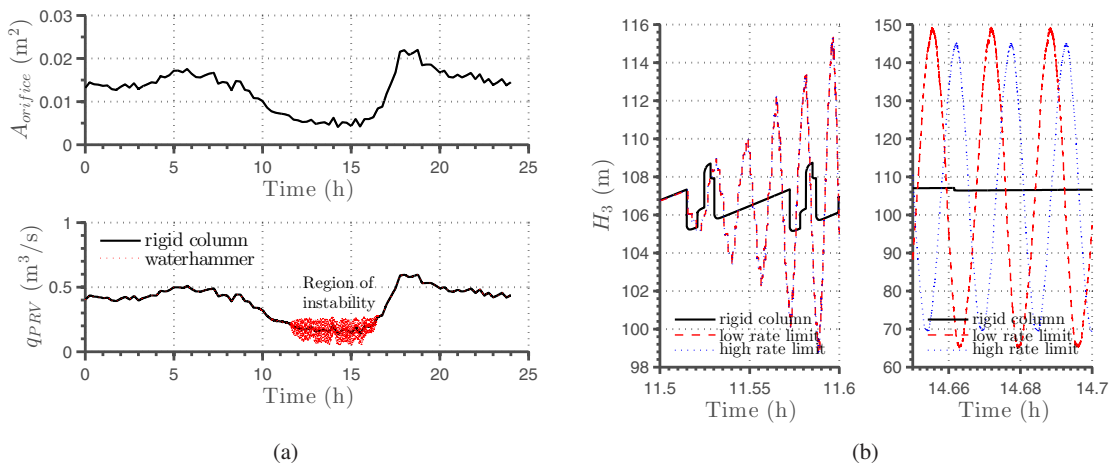 0.03
0.02
0.01
0
A_orifice (m²)
0 5 10 15 20 25
Time (h)
1
0.5
0
q_PRV (m³/s)
rigid column
waterhammer
Region of
instability
0 5 10 15 20 25
Time (h)
(a)
116
114
112
110
108
106
104
102
100
98
H₃ (m)
rigid column
low rate limit
high rate limit
11.5 11.55 11.6
Time (h)
150
140
130
120
110
100
90
80
70
60
rigid column
low rate limit
high rate limit
14.66 14.68 14.7
Time (h)
(b)